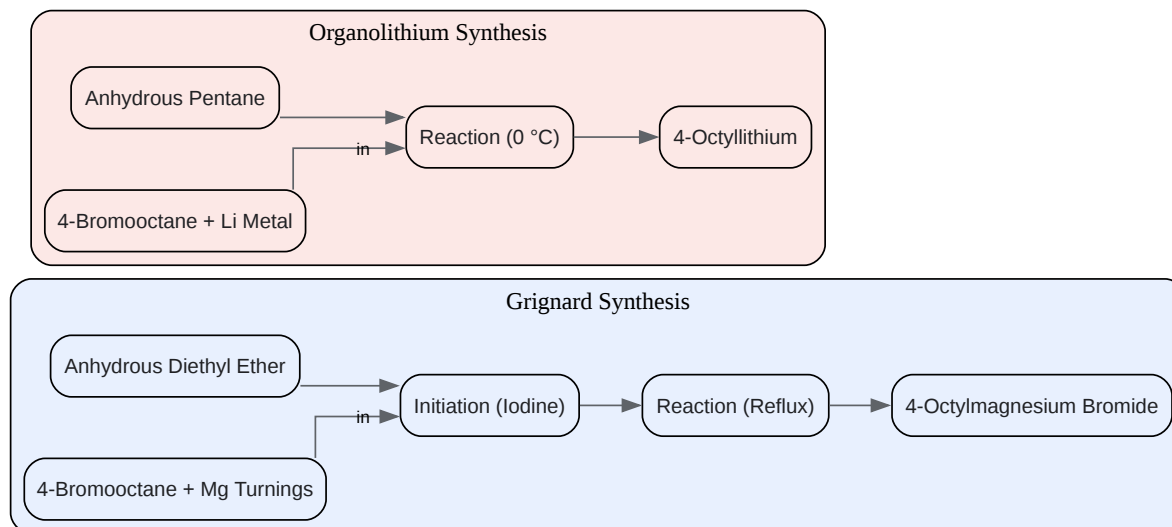 Organolithium Synthesis
Anhydrous Pentane
Reaction (0 °C)
4-Octyllithium
in
4-Bromooctane + Li Metal
Grignard Synthesis
Anhydrous Diethyl Ether
Initiation (Iodine)
Reaction (Reflux)
4-Octylmagnesium Bromide
in
4-Bromooctane + Mg Turnings